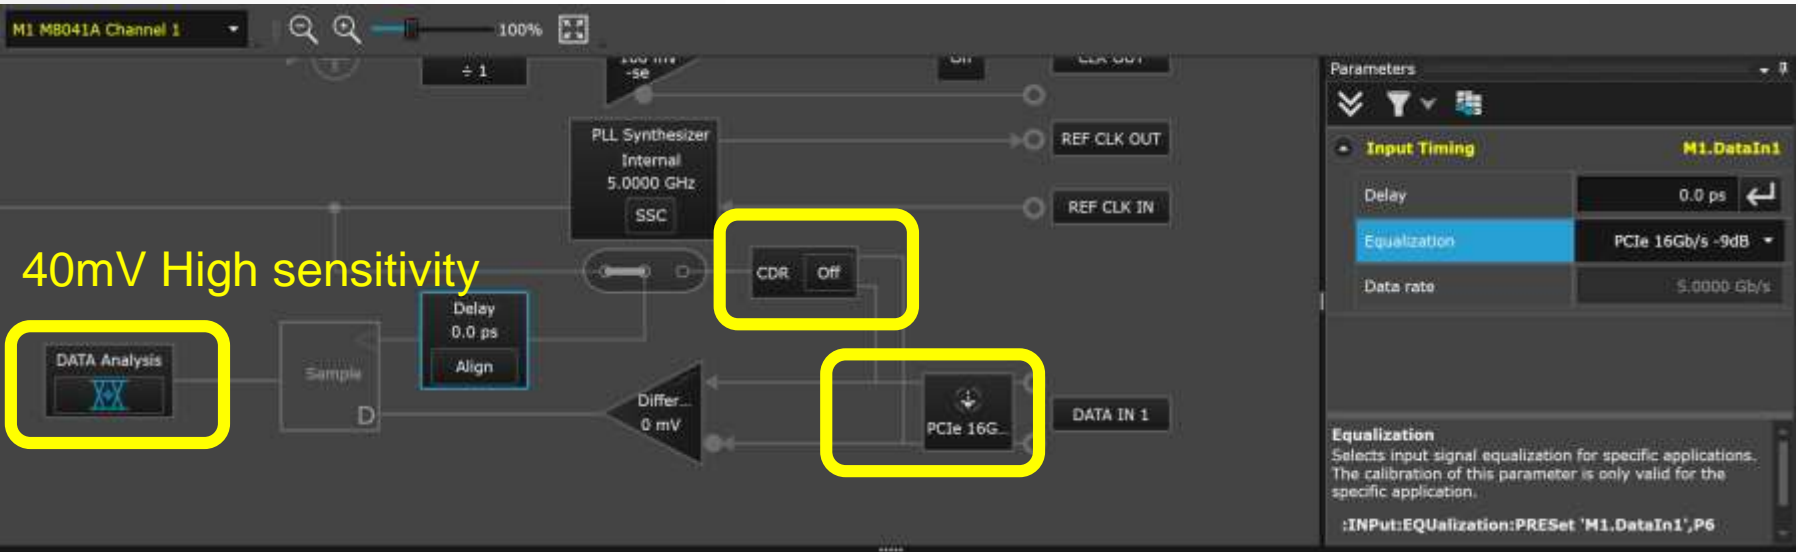 M1 M8041A Channel 1
100%
÷ 1
-se
CLK OUT
PLL Synthesizer
Internal
5.0000 GHz
SSC
REF CLK OUT
REF CLK IN
40mV High sensitivity
CDR
Off
Delay
0.0 ps
Align
DATA Analysis
Sample
D
Differ...
0 mV
PCIe 16G...
DATA IN 1
Parameters
Input Timing
M1.DataIn1
Delay
0.0 ps
Equalization
PCIe 16Gb/s -9dB
Data rate
5.0000 Gb/s
Equalization
Selects input signal equalization for specific applications.
The calibration of this parameter is only valid for the
specific application.
:INPut:EQUalization:PRESet 'M1.DataIn1',P6